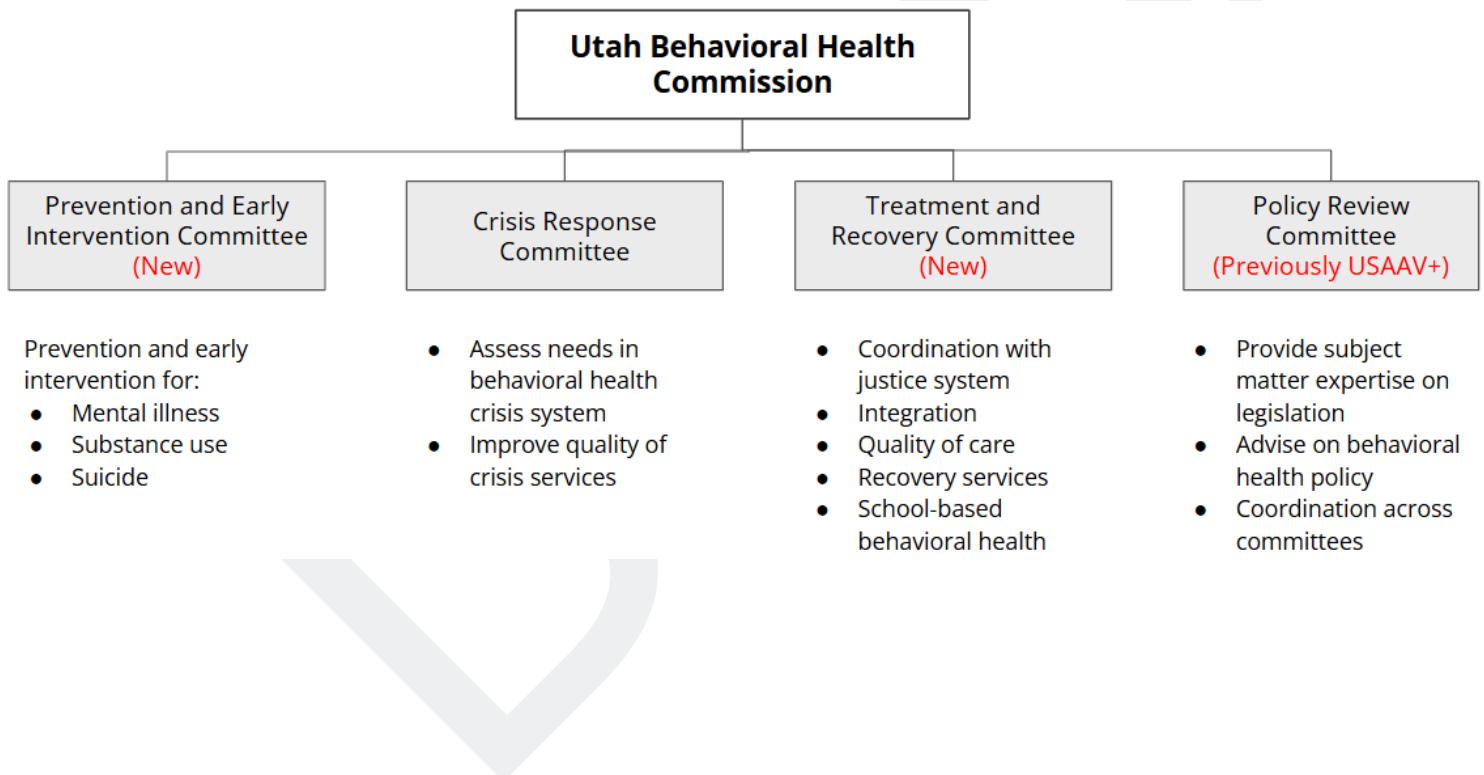 Utah Behavioral Health
Commission
Prevention and Early
Intervention Committee
(New)
Crisis Response
Committee
Treatment and
Recovery Committee
(New)
Policy Review
Committee
(Previously USAAV+)
Prevention and early
intervention for:
● Mental illness
● Substance use
● Suicide
● Assess needs in
behavioral health
crisis system
● Improve quality of
crisis services
● Coordination with
justice system
● Integration
● Quality of care
● Recovery services
● School-based
behavioral health
● Provide subject
matter expertise on
legislation
● Advise on behavioral
health policy
● Coordination across
committees